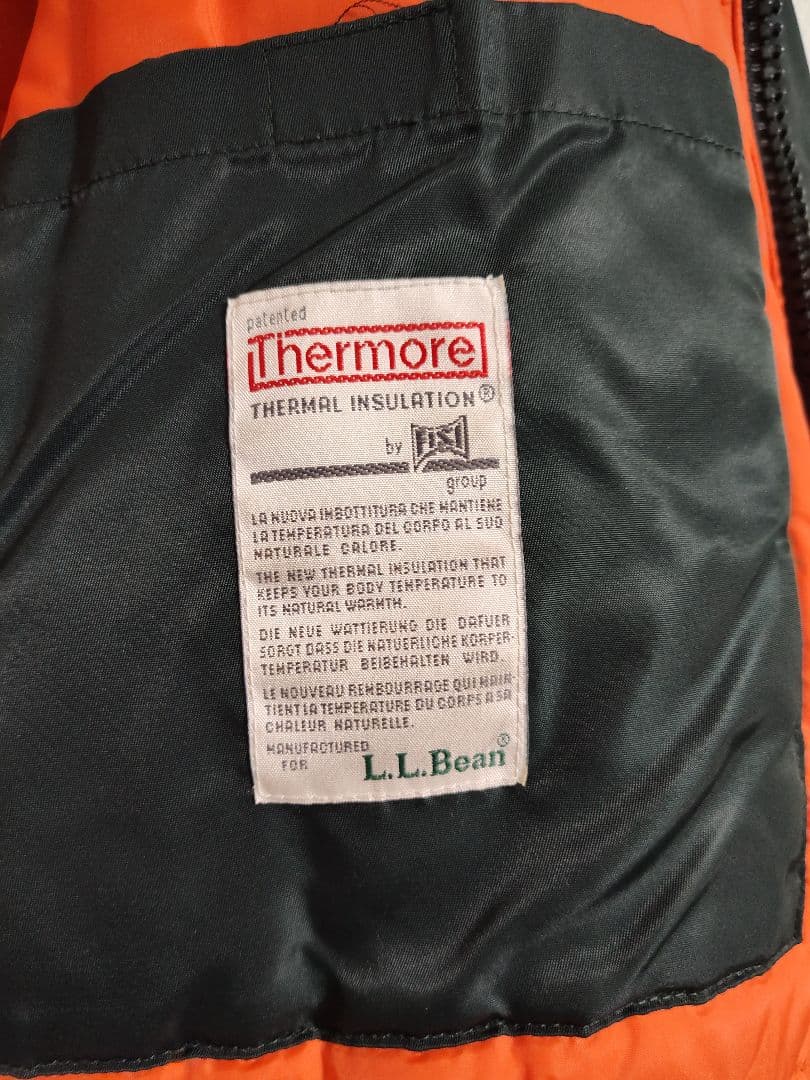 patented
Thermore
THERMAL INSULATION®
by FISI
group
LA NUOVA IMBOTTITURA CHE MANTIENE
LA TEMPERATURA DEL CORPO AL SUO
NATURALE CALORE.
THE NEW THERMAL INSULATION THAT
KEEPS YOUR BODY TEMPERATURE TO
ITS NATURAL WARMTH.
DIE NEUE WATTIERUNG DIE DAFUER
SORGT DASS DIE NATUERLICHE KORPER-
TEMPERATUR BEIBEHALTEN WIRD.
LE NOUVEAU REMBOURRAGE QUI MAIN-
TIENT LA TEMPERATURE DU CORPS A SA
CHALEUR NATURELLE.
MANUFACTURED
FOR L.L.Bean®